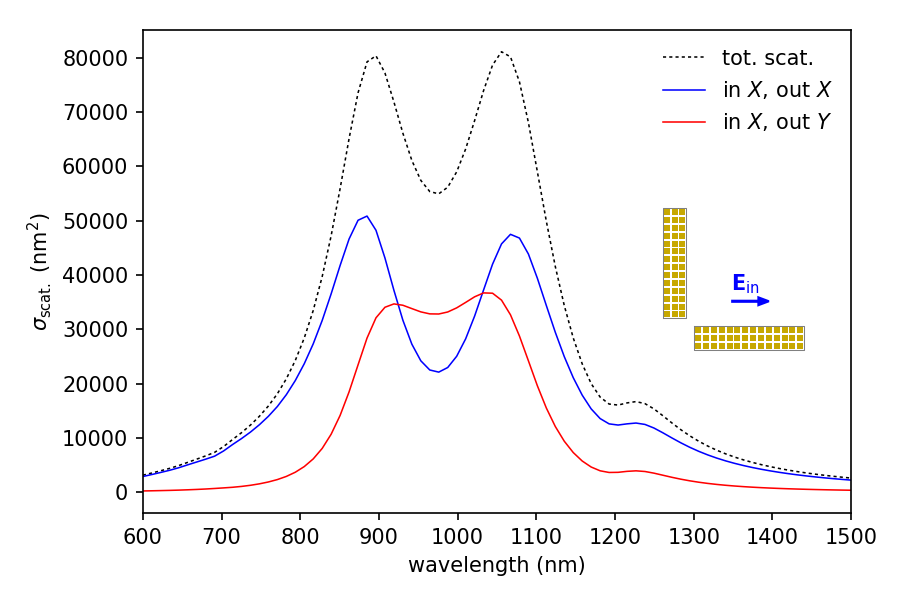 80000
70000
60000
50000
40000
30000
20000
10000
0
σscat. (nm²)
tot. scat.
in X, out X
in X, out Y
Ein
600 700 800 900 1000 1100 1200 1300 1400 1500
wavelength (nm)